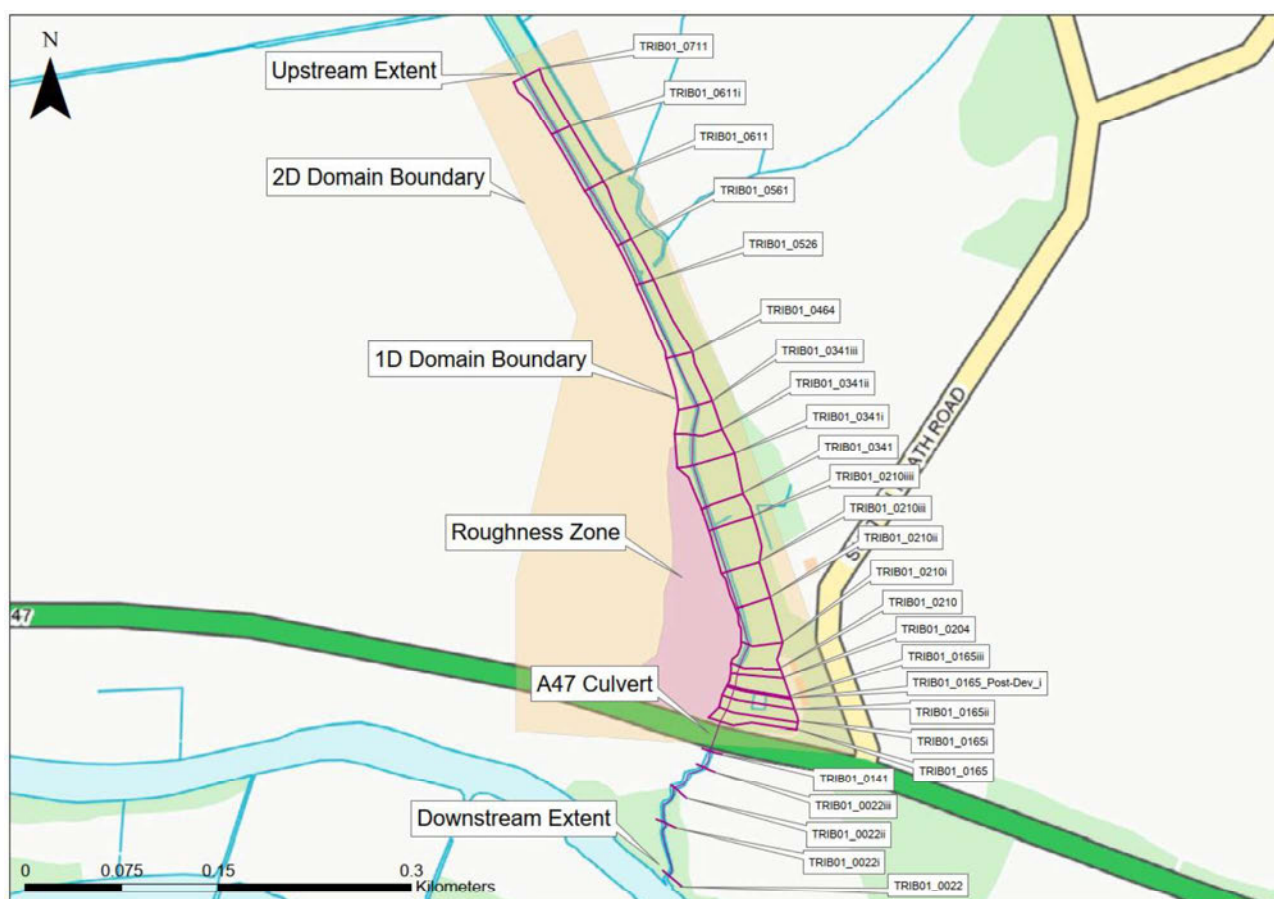 N
Upstream Extent
TRIB01_0711
TRIB01_0611i
TRIB01_0611
2D Domain Boundary
TRIB01_0561
TRIB01_0526
TRIB01_0464
1D Domain Boundary
TRIB01_0341iii
TRIB01_0341ii
TRIB01_0341i
TRIB01_0341
TRIB01_0210iiii
TRIB01_0210iii
Roughness Zone
TRIB01_0210ii
TRIB01_0210i
TRIB01_0210
47
TRIB01_0204
TRIB01_0165iii
A47 Culvert
TRIB01_0165_Post-Dev_i
TRIB01_0165ii
TRIB01_0165i
TRIB01_0165
TRIB01_0141
TRIB01_0022iii
Downstream Extent
TRIB01_0022ii
TRIB01_0022i
TRIB01_0022
ROAD
0 0.075 0.15 0.3
Kilometers